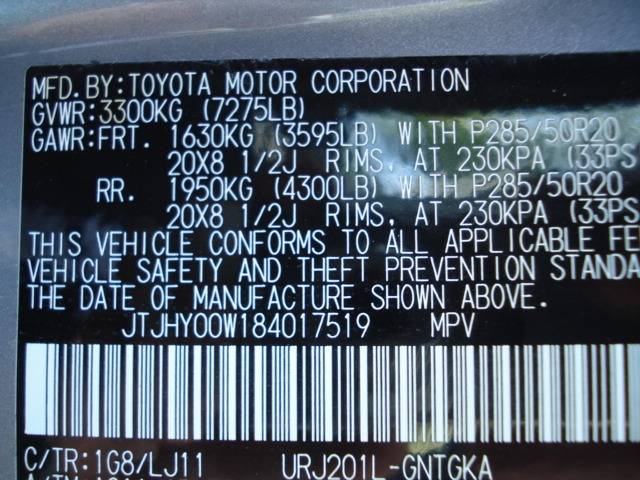 MFD. BY: TOYOTA MOTOR CORPORATION
GVWR: 3300KG (7275LB)
GAWR: FRT. 1630KG (3595LB) WITH P285/50R20
20X8 1/2J RIMS, AT 230KPA (33PS
RR. 1950KG (4300LB) WITH P285/50R20
20X8 1/2J RIMS, AT 230KPA (33PS
THIS VEHICLE CONFORMS TO ALL APPLICABLE FE
VEHICLE SAFETY AND THEFT PREVENTION STANDA
THE DATE OF MANUFACTURE SHOWN ABOVE.
JTJHY00W184017519 MPV
C/TR: 1G8/LJ11 URJ201L-GNTGKA